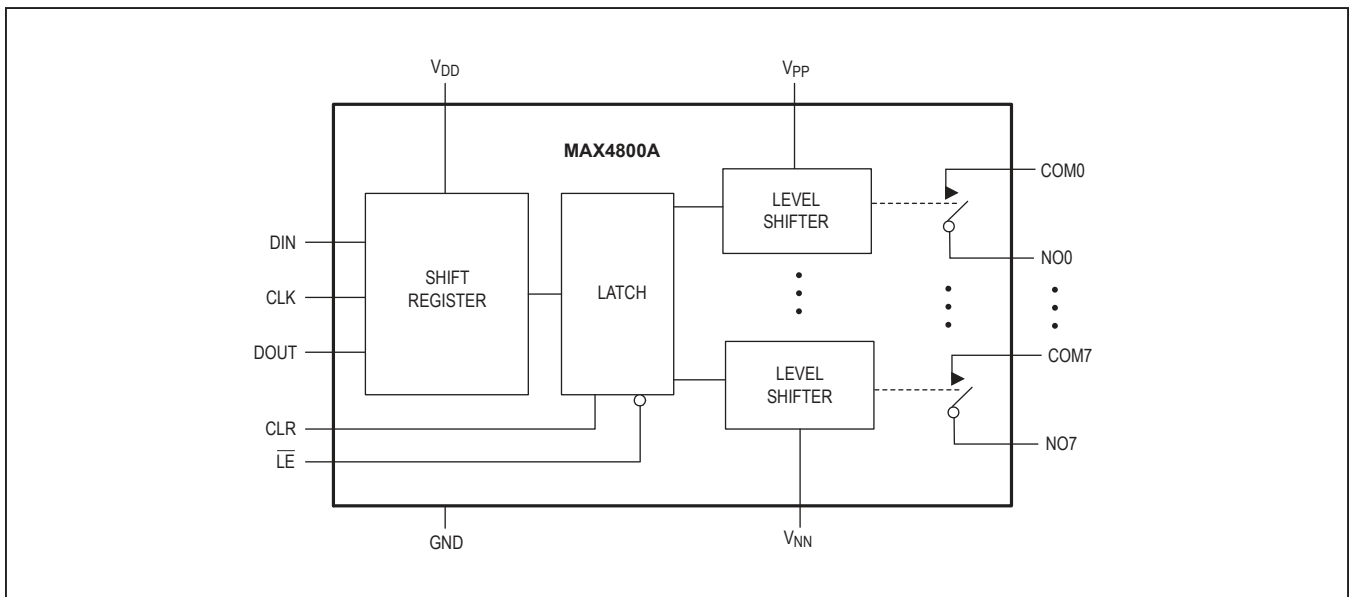 VDD
VPP
MAX4800A
COM0
LEVEL
SHIFTER
DIN
NO0
SHIFT
REGISTER
LATCH
CLK
DOUT
COM7
LEVEL
SHIFTER
CLR
NO7
LE
GND
VNN